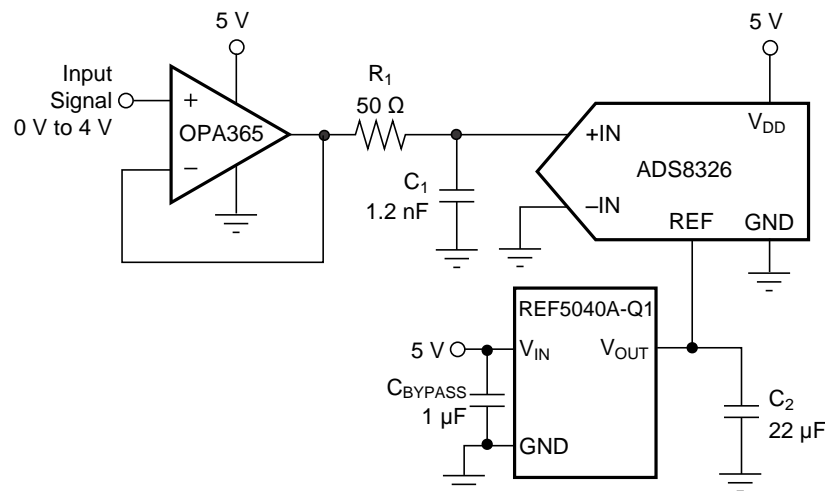 5 V
Input
Signal
0 V to 4 V
+
OPA365
−
R1
50 Ω
C1
1.2 nF
5 V
+IN
VDD
ADS8326
−IN
REF
GND
REF5040A-Q1
5 V
VIN
VOUT
CBYPASS
1 µF
GND
C2
22 µF